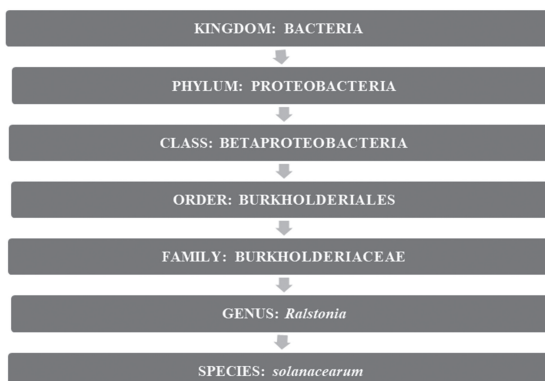 KINGDOM: BACTERIA
PHYLUM: PROTEOBACTERIA
CLASS: BETAPROTEOBACTERIA
ORDER: BURKHOLDERIALES
FAMILY: BURKHOLDERIACEAE
GENUS: Ralstonia
SPECIES: solanacearum